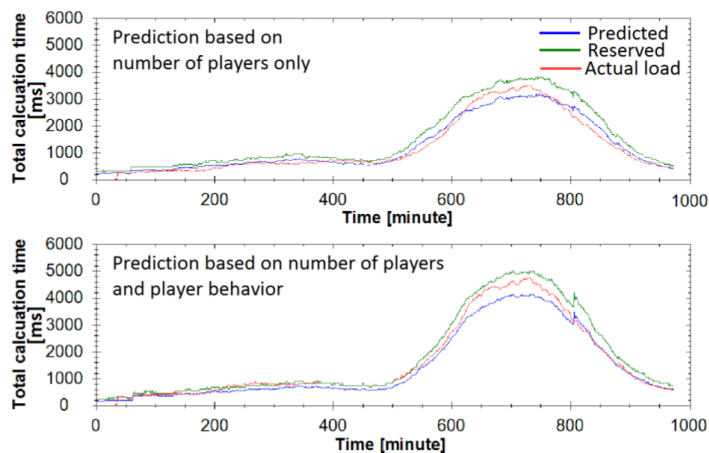 Total calcuation time
[ms]
6000
5000
4000
3000
2000
1000
0
Prediction based on
number of players only
Predicted
Reserved
Actual load
0
200
400
600
800
1000
Time [minute]
Total calcuation time
[ms]
6000
5000
4000
3000
2000
1000
0
Prediction based on number of players
and player behavior
0
200
400
600
800
1000
Time [minute]